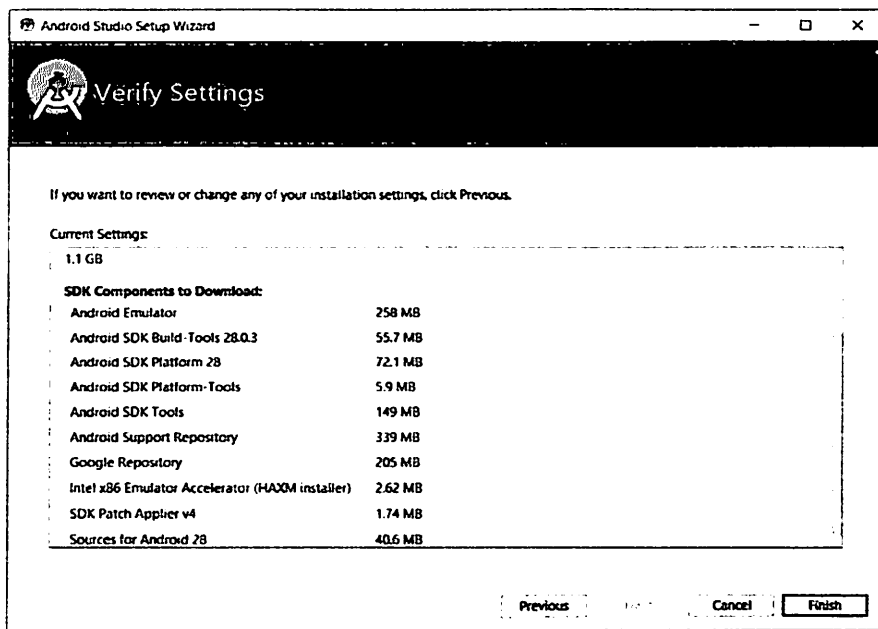 Android Studio Setup Wizard
Verify Settings
If you want to review or change any of your installation settings, click Previous.
Current Settings:
1.1 GB
SDK Components to Download:
Android Emulator 258 MB
Android SDK Build-Tools 28.0.3 55.7 MB
Android SDK Platform 28 72.1 MB
Android SDK Platform-Tools 5.9 MB
Android SDK Tools 149 MB
Android Support Repository 339 MB
Google Repository 205 MB
Intel x86 Emulator Accelerator (HAXM installer) 2.62 MB
SDK Patch Applier v4 1.74 MB
Sources for Android 28 40.6 MB
Previous Cancel Finish